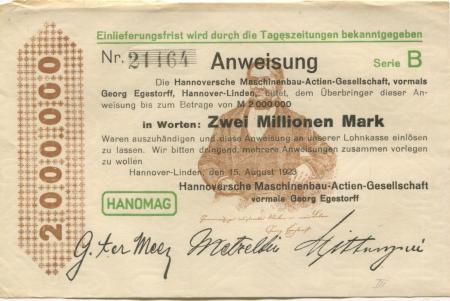 Einlieferungsfrist wird durch die Tageszeitungen bekanntgegeben
Nr. 21164 Anweisung Serie B
Die Hannoversche Maschinenbau-Actien-Gesellschaft, vormals
Georg Egestorff, Hannover-Linden, bittet, dem Überbringer dieser An-
weisung bis zum Betrage von M 2 000 000
in Worten: Zwei Millionen Mark
Waren auszuhändigen und diese Anweisung an unserer Lohnkasse einlösen
zu lassen. Wir bitten dringend, mehrere Anweisungen zusammen vorlegen
zu wollen
Hannover-Linden, den 15. August 1923
Hannoversche Maschinenbau-Actien-Gesellschaft
vormals Georg Egestorff
HANOMAG
2000000
G. ter Meer
III